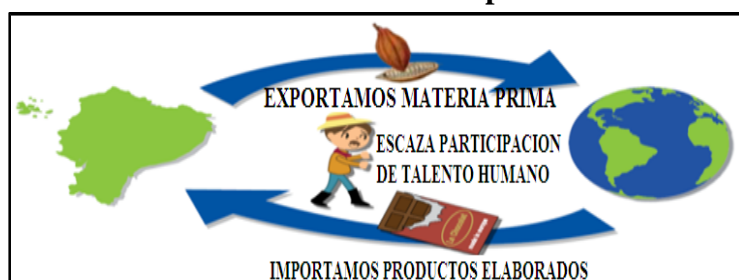 EXPORTAMOS MATERIA PRIMA
ESCAZA PARTICIPACION
DE TALENTO HUMANO
IMPORTAMOS PRODUCTOS ELABORADOS